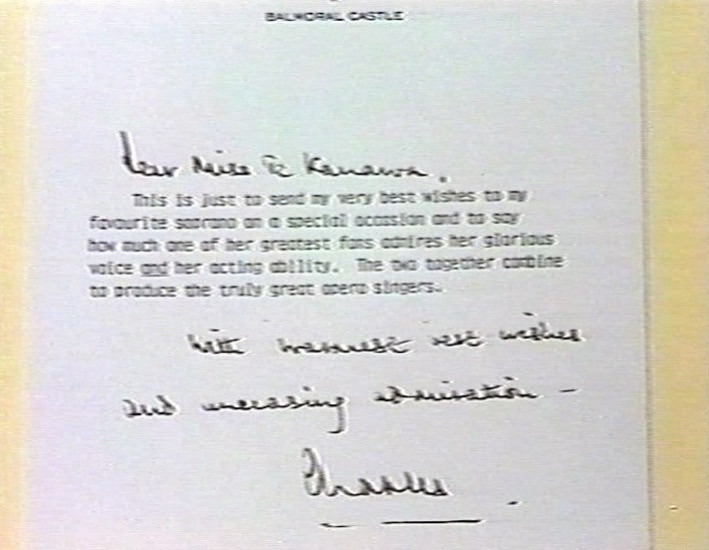 BALMORAL CASTLE
Dear Miss Te Kanawa,
This is just to send my very best wishes to my
favourite soprano on a special occasion and to say
how much one of her greatest fans admires her glorious
voice and her acting ability. The two together combine
to produce the truly great opera singers.
With warmest best wishes
and unceasing admiration –
Charles